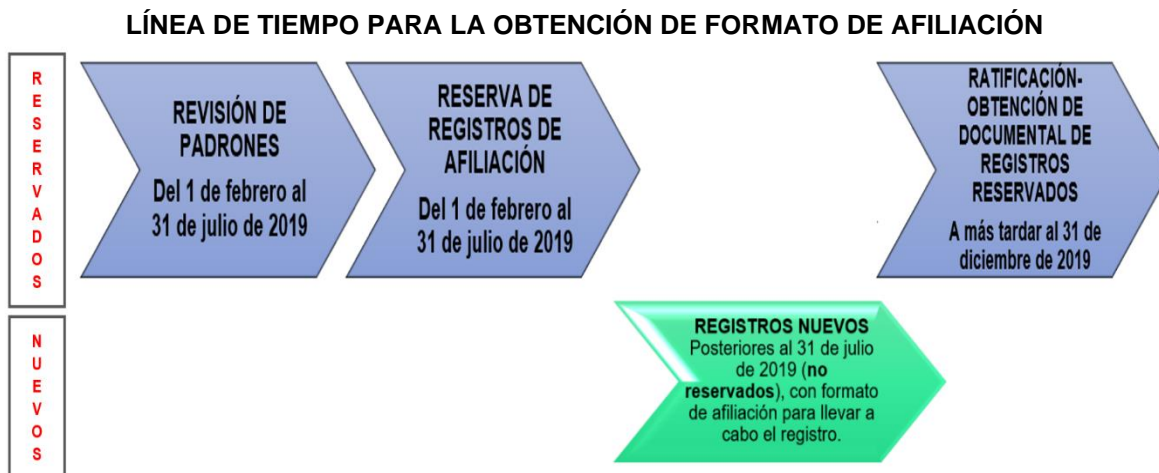 LÍNEA DE TIEMPO PARA LA OBTENCIÓN DE FORMATO DE AFILIACIÓN
RESERVADOS
REVISIÓN DE
PADRONES
Del 1 de febrero al
31 de julio de 2019
RESERVA DE
REGISTROS DE
AFILIACIÓN
Del 1 de febrero al
31 de julio de 2019
RATIFICACIÓN-
OBTENCIÓN DE
DOCUMENTAL DE
REGISTROS
RESERVADOS
A más tardar al 31 de
diciembre de 2019
NUEVOS
REGISTROS NUEVOS
Posteriores al 31 de julio
de 2019 (no
reservados), con formato
de afiliación para llevar a
cabo el registro.